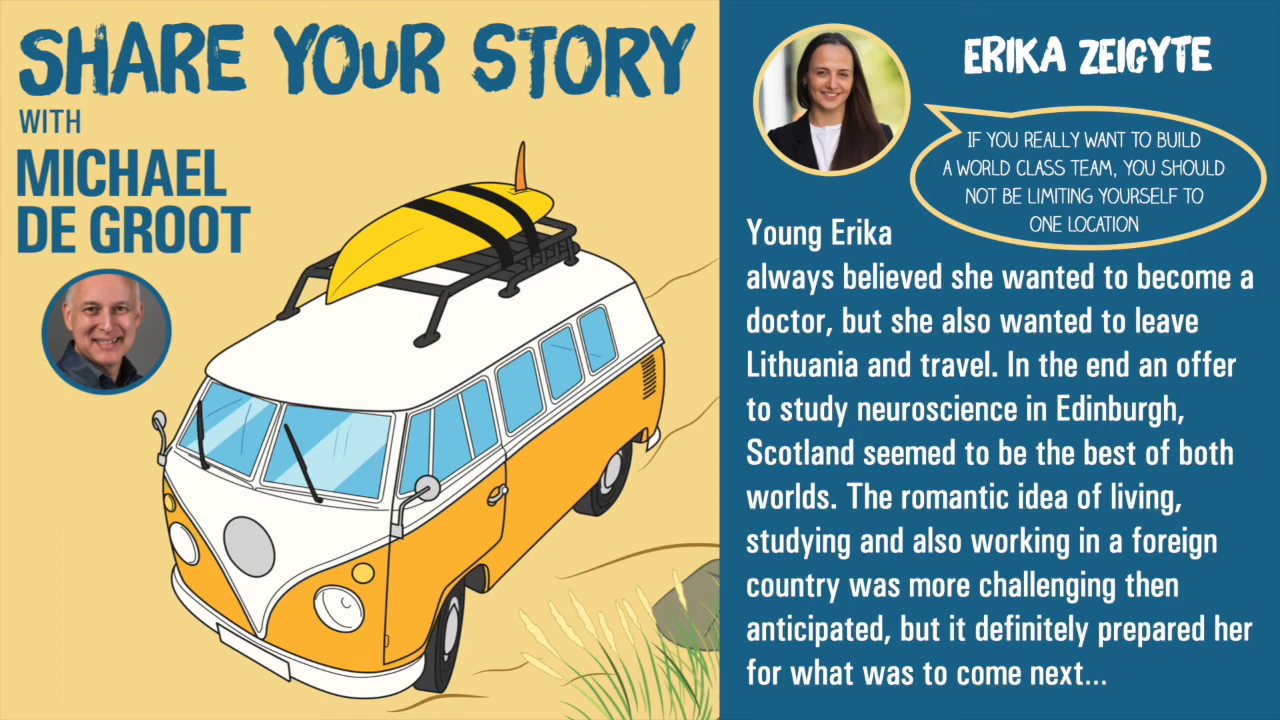 SHARE YOUR STORY
WITH
MICHAEL
DE GROOT
ERIKA ZEIGYTE
IF YOU REALLY WANT TO BUILD
A WORLD CLASS TEAM, YOU SHOULD
NOT BE LIMITING YOURSELF TO
ONE LOCATION
Young Erika
always believed she wanted to become a
doctor, but she also wanted to leave
Lithuania and travel. In the end an offer
to study neuroscience in Edinburgh,
Scotland seemed to be the best of both
worlds. The romantic idea of living,
studying and also working in a foreign
country was more challenging then
anticipated, but it definitely prepared her
for what was to come next...